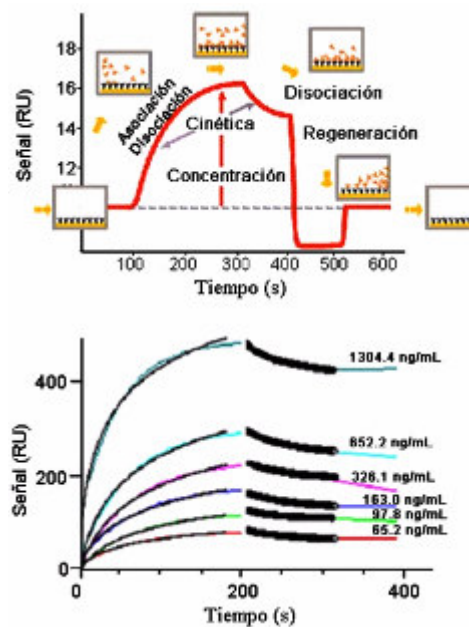 Señal (RU)
18
16
14
12
Asociación
Disociación
Cinética
Concentración
Disociación
Regeneración
100 200 300 400 500 600
Tiempo (s)
Señal (RU)
400
200
0
1304.4 ng/mL
652.2 ng/mL
326.1 ng/mL
163.0 ng/mL
97.8 ng/mL
65.2 ng/mL
0 200 400
Tiempo (s)